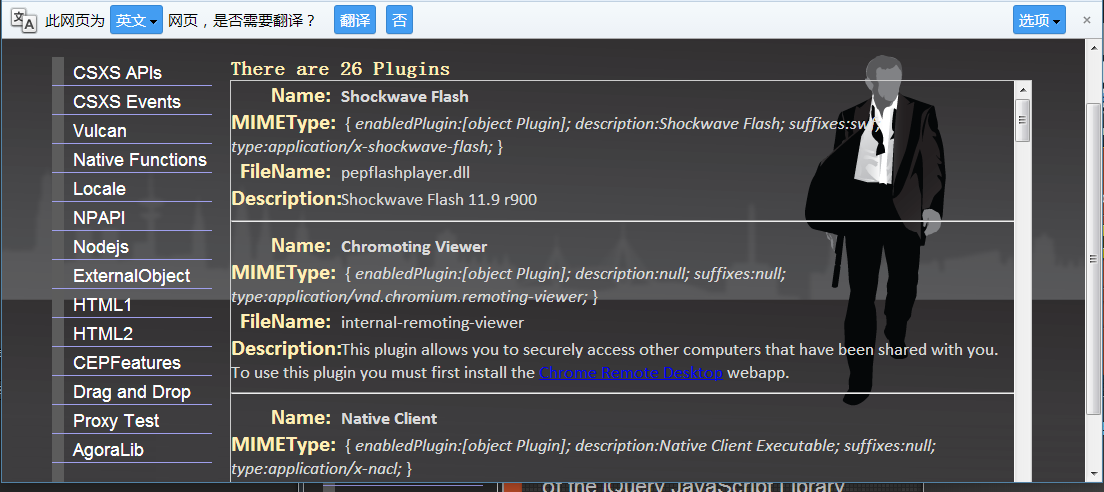 此网页为 英文 网页，是否需要翻译？ 翻译 否 选项
CSXS APIs
CSXS Events
Vulcan
Native Functions
Locale
NPAPI
Nodejs
ExternalObject
HTML1
HTML2
CEPFeatures
Drag and Drop
Proxy Test
AgoraLib
There are 26 Plugins
Name: Shockwave Flash
MIMEType: { enabledPlugin:[object Plugin]; description:Shockwave Flash; suffixes:swf;
type:application/x-shockwave-flash; }
FileName: pepflashplayer.dll
Description:Shockwave Flash 11.9 r900
Name: Chromoting Viewer
MIMEType: { enabledPlugin:[object Plugin]; description:null; suffixes:null;
type:application/vnd.chromium.remoting-viewer; }
FileName: internal-remoting-viewer
Description:This plugin allows you to securely access other computers that have been shared with you.
To use this plugin you must first install the Chrome Remote Desktop webapp.
Name: Native Client
MIMEType: { enabledPlugin:[object Plugin]; description:Native Client Executable; suffixes:null;
type:application/x-nacl; }
of the jQuery JavaScript Library